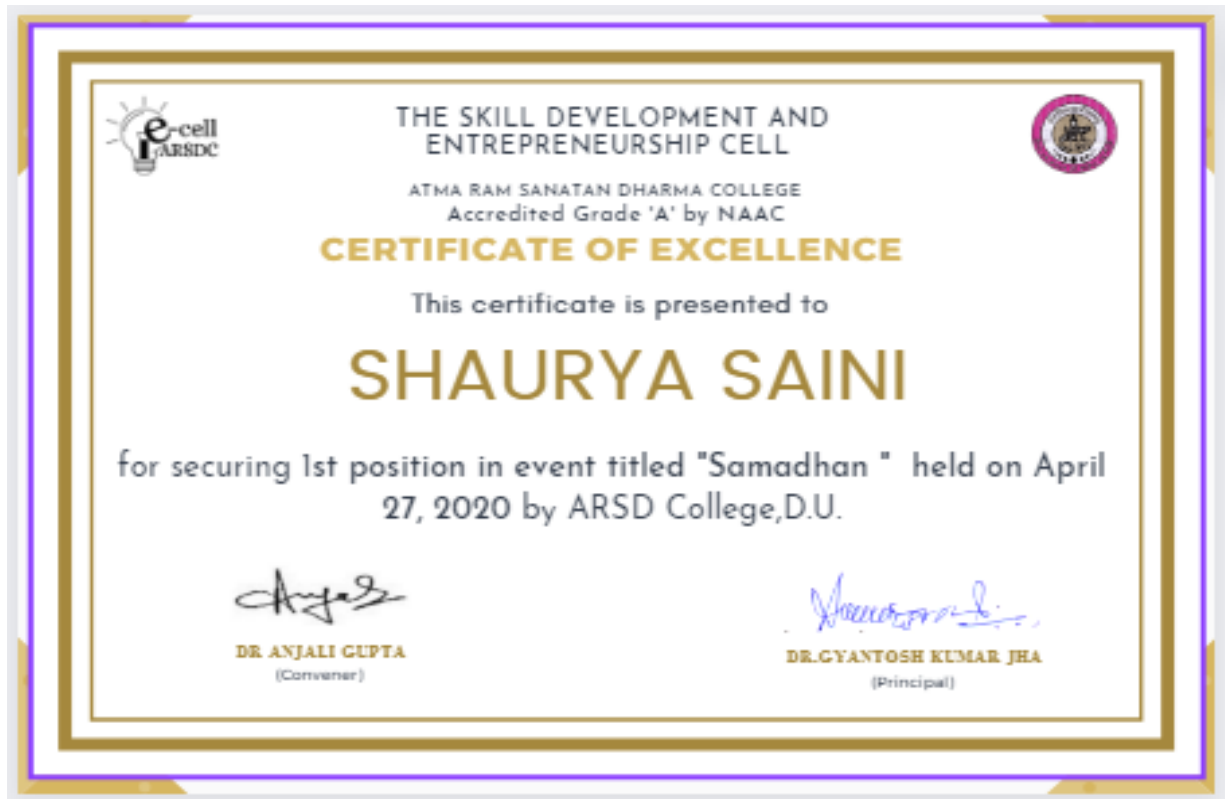 e-cell
ARSDC
THE SKILL DEVELOPMENT AND
ENTREPRENEURSHIP CELL
ATMA RAM SANATAN DHARMA COLLEGE
Accredited Grade 'A' by NAAC
CERTIFICATE OF EXCELLENCE
This certificate is presented to
SHAURYA SAINI
for securing 1st position in event titled "Samadhan " held on April
27, 2020 by ARSD College,D.U.
DR ANJALI GUPTA
(Convener)
DR.GYANTOSH KUMAR JHA
(Principal)